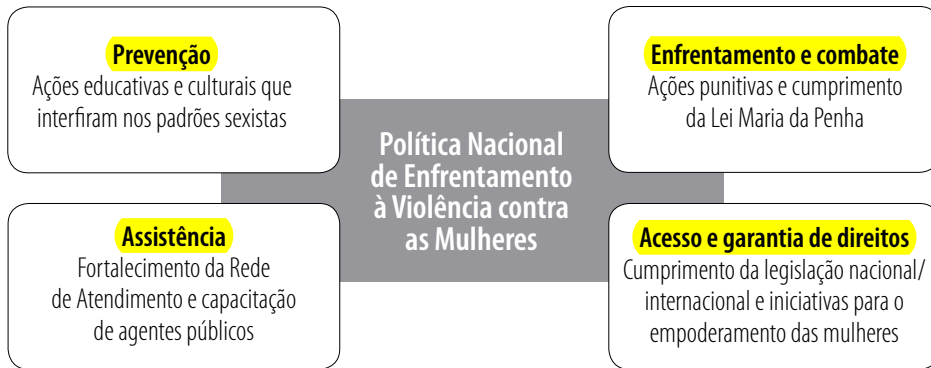 Prevenção
Ações educativas e culturais que
interfiram nos padrões sexistas
Enfrentamento e combate
Ações punitivas e cumprimento
da Lei Maria da Penha
Política Nacional
de Enfrentamento
à Violência contra
as Mulheres
Assistência
Fortalecimento da Rede
de Atendimento e capacitação
de agentes públicos
Acesso e garantia de direitos
Cumprimento da legislação nacional/
internacional e iniciativas para o
empoderamento das mulheres